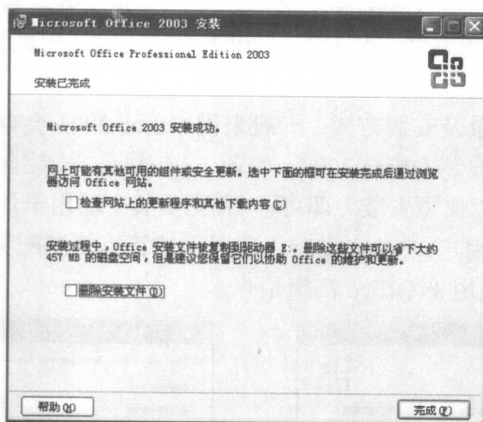 Microsoft Office 2003 安装
Microsoft Office Professional Edition 2003
安装已完成
Microsoft Office 2003 安装成功。
网上可能有其他可用的组件或安全更新。选中下面的框可在安装完成后通过浏览
器访问 Office 网站。
检查网站上的更新程序和其他下载内容(C)
安装过程中,Office 安装文件被复制到驱动器 E:。删除这些文件可以省下大约
457 MB 的磁盘空间,但是建议您保留它们以协助 Office 的维护和更新。
删除安装文件(D)
帮助(H)
完成(F)